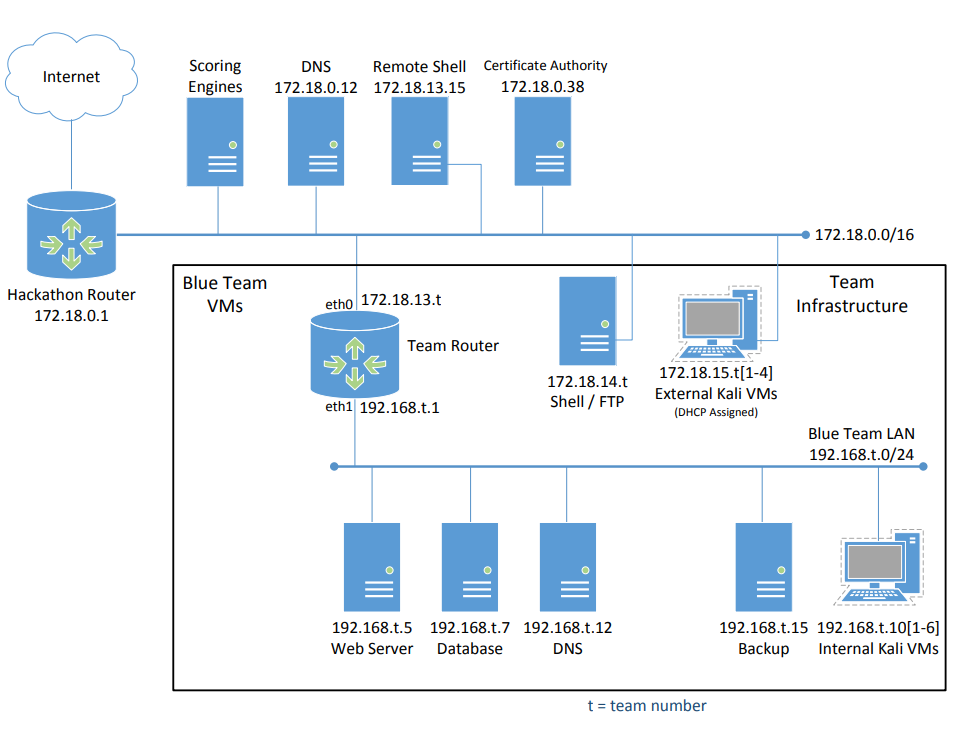 Internet
Scoring
Engines
DNS
172.18.0.12
Remote Shell
172.18.13.15
Certificate Authority
172.18.0.38
172.18.0.0/16
Hackathon Router
172.18.0.1
Blue Team
VMs
Team
Infrastructure
eth0
172.18.13.t
Team Router
eth1
192.168.t.1
172.18.14.t
Shell / FTP
172.18.15.t[1-4]
External Kali VMs
(DHCP Assigned)
Blue Team LAN
192.168.t.0/24
192.168.t.5
Web Server
192.168.t.7
Database
192.168.t.12
DNS
192.168.t.15
Backup
192.168.t.10[1-6]
Internal Kali VMs
t = team number